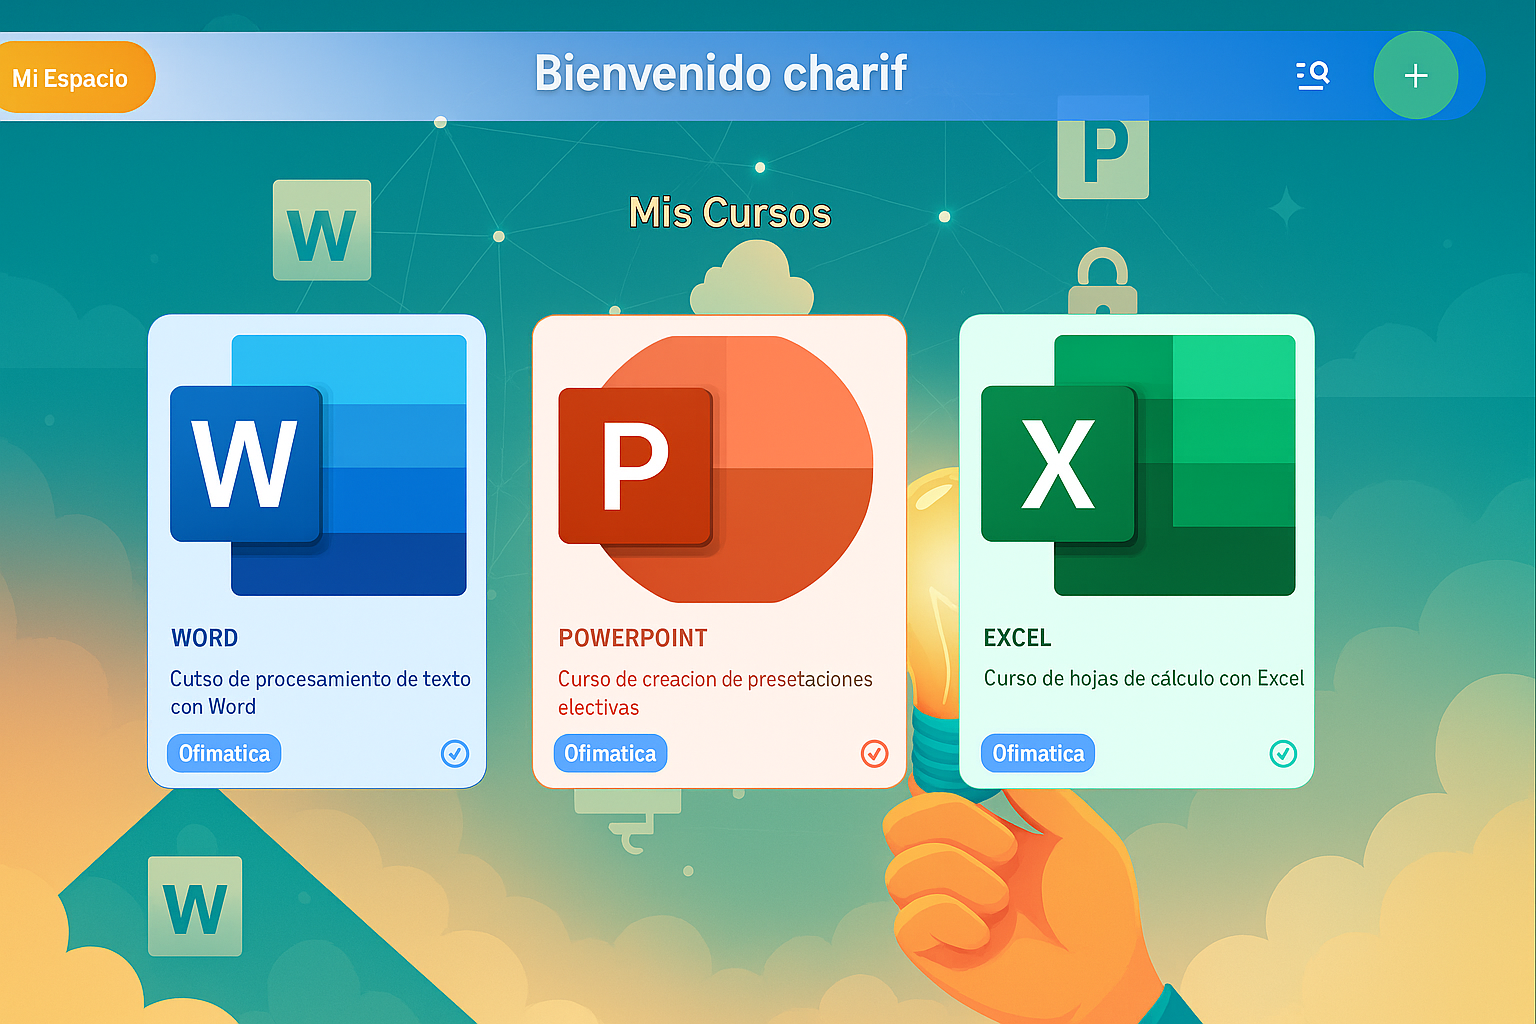 Mi Espacio
Bienvenido charif
P
W
Mis Cursos
W
P
X
WORD
Cutso de procesamiento de texto
con Word
Ofimatica
POWERPOINT
Curso de creacion de presetaciones
electivas
Ofimatica
EXCEL
Curso de hojas de cálculo con Excel
Ofimatica
W